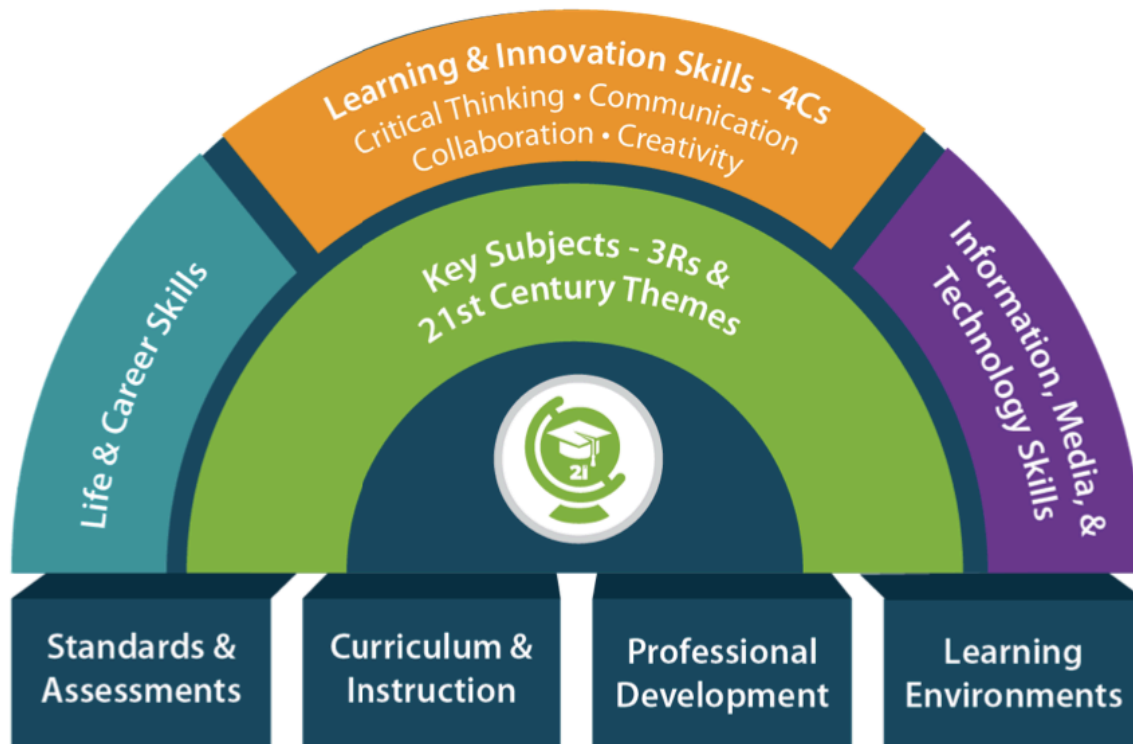 Learning & Innovation Skills - 4Cs
Critical Thinking • Communication
Collaboration • Creativity
Life & Career Skills
Key Subjects - 3Rs &
21st Century Themes
Information, Media, &
Technology Skills
21
Standards &
Assessments
Curriculum &
Instruction
Professional
Development
Learning
Environments